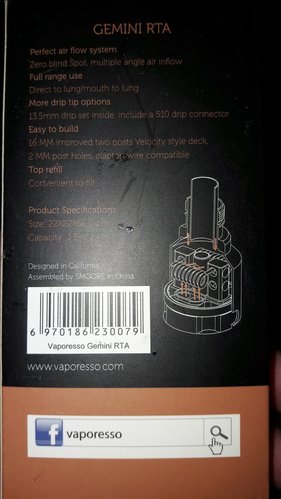 GEMINI RTA
Perfect air flow system
Zero blind Spot, multiple angle air inflow
Full range use
Direct to lung/mouth to lung
More drip tip options
13.5mm drip set inside, include a 510 drip connector
Easy to build
16 MM improved two posts Velocity style deck,
2 MM post holes, clapton wire compatible
Top refill
Convenient to fill
Product Specifications:
Size: 22X22X
Capacity: 3.5ml
Designed in California
Assembled by SMOORE in China
6 970186 230079
Vaporesso Gemini RTA
www.vaporesso.com
f vaporesso